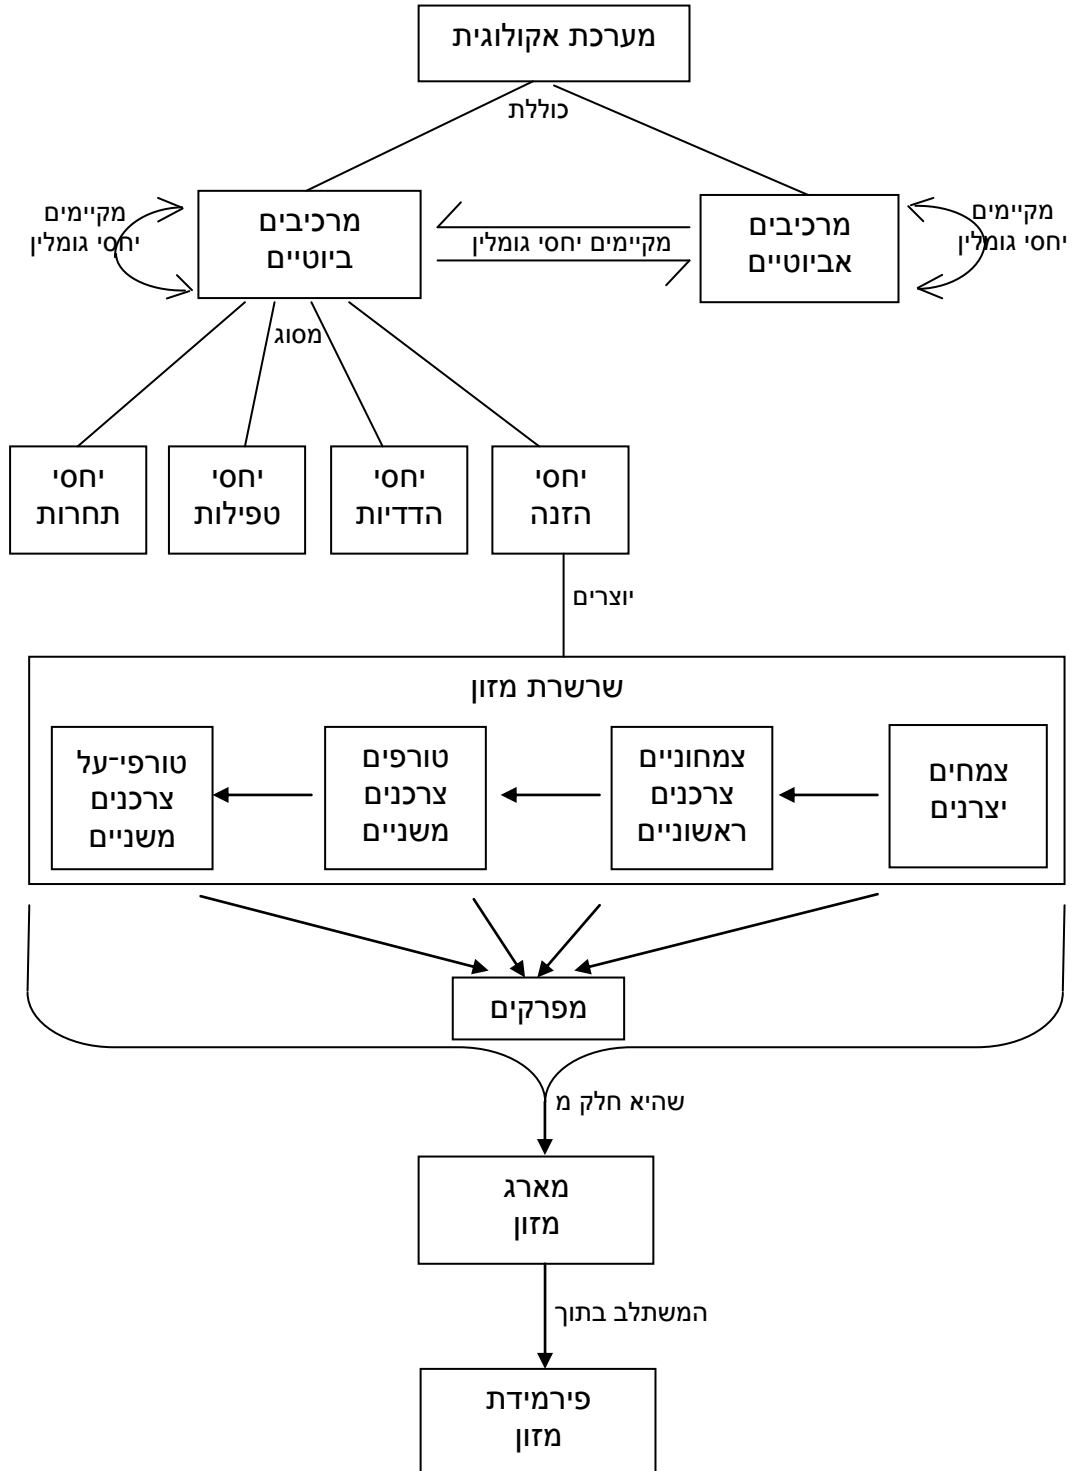 מערכת אקולוגית
כוללת
מרכיבים
אביוטיים
מקיימים
יחסי גומלין
מקיימים יחסי גומלין
מרכיבים
ביוטיים
מקיימים
יחסי גומלין
מסוג
יחסי
הזנה
יחסי
הדדיות
יחסי
טפילות
יחסי
תחרות
יוצרים
שרשרת מזון
צמחים
יצרנים
צמחוניים
צרכנים
ראשוניים
טורפים
צרכנים
משניים
טורפי־על
צרכנים
משניים
מפרקים
שהיא חלק מ
מארג
מזון
המשתלב בתוך
פירמידת
מזון